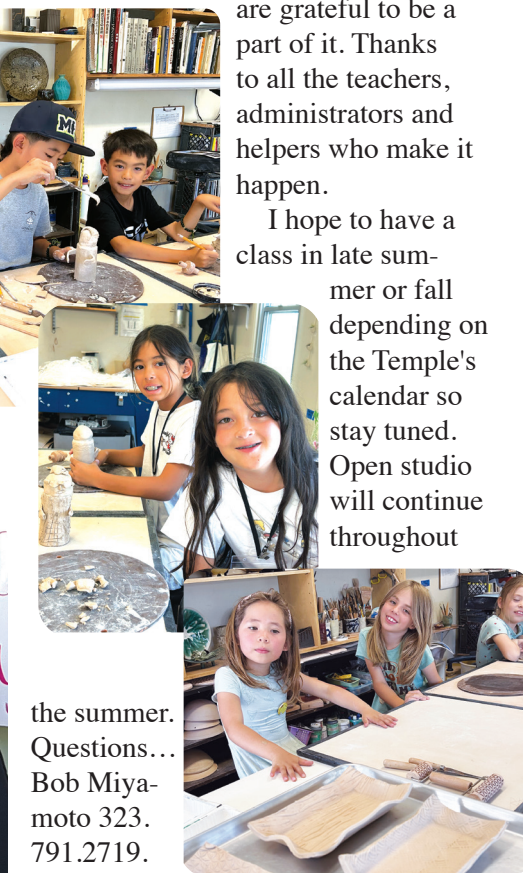 are grateful to be a
part of it. Thanks
to all the teachers,
administrators and
helpers who make it
happen.
I hope to have a
class in late sum-
mer or fall
depending on
the Temple's
calendar so
stay tuned.
Open studio
will continue
throughout
the summer.
Questions…
Bob Miya-
moto 323.
791.2719.